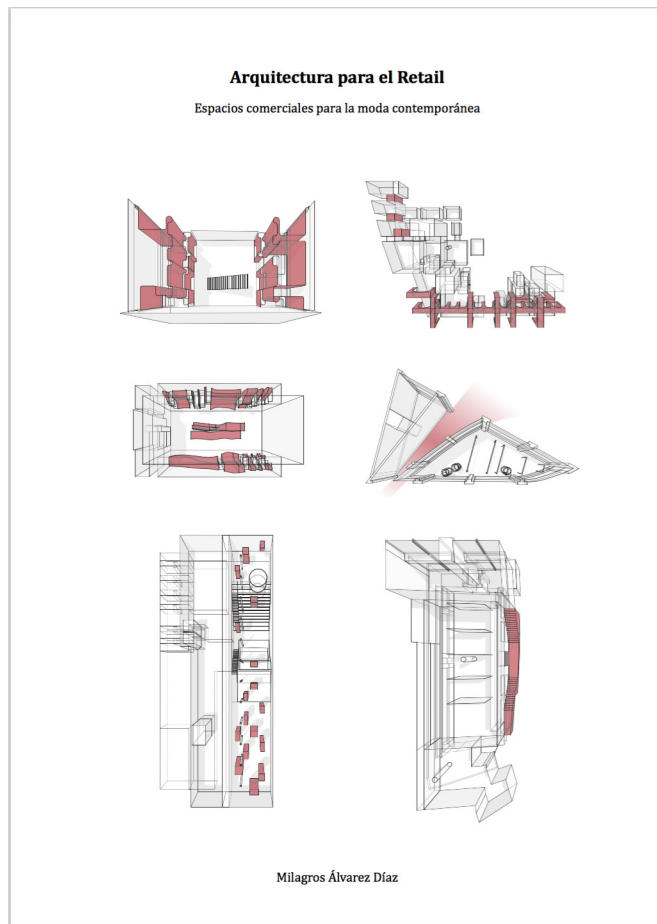 Arquitectura para el Retail
Espacios comerciales para la moda contemporánea
Milagros Álvarez Díaz